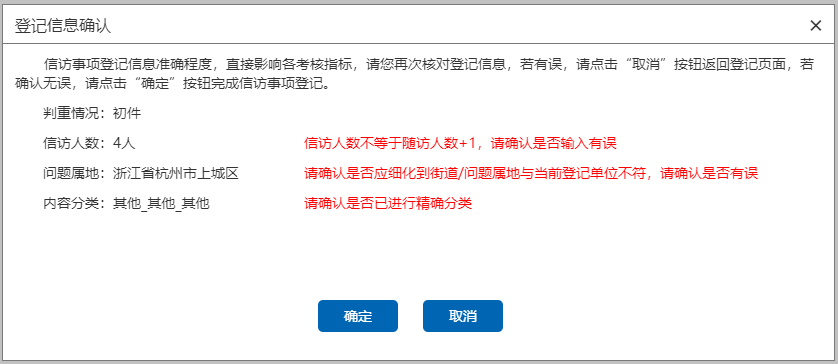 登记信息确认
信访事项登记信息准确程度，直接影响各考核指标，请您再次核对登记信息，若有误，请点击“取消”按钮返回登记页面，若
确认无误，请点击“确定”按钮完成信访事项登记。
判重情况：初件
信访人数：4人 信访人数不等于随访人数+1，请确认是否输入有误
问题属地：浙江省杭州市上城区 请确认是否应细化到街道/问题属地与当前登记单位不符，请确认是否有误
内容分类：其他_其他_其他 请确认是否已进行精确分类
确定 取消